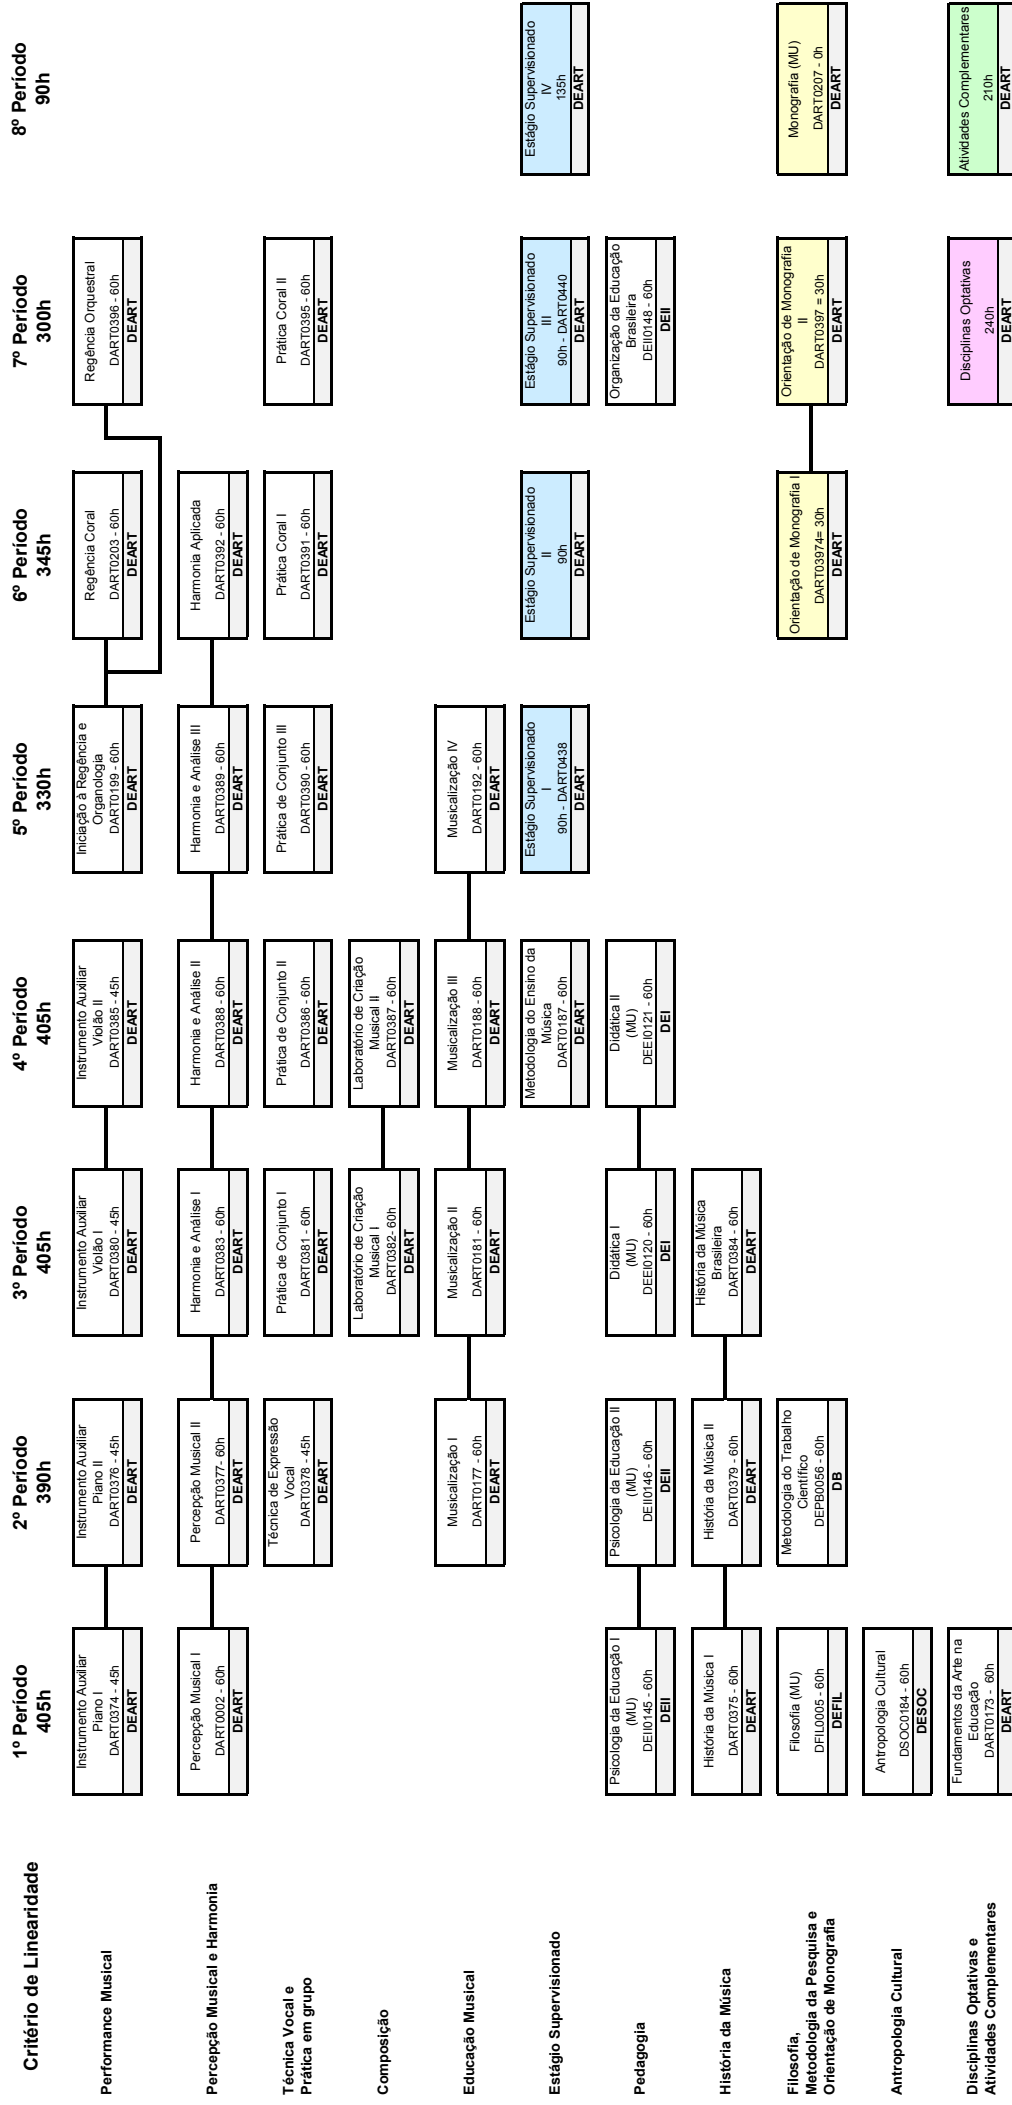 Critério de Linearidade
1º Período
405h
2º Período
390h
3º Período
405h
4º Período
405h
5º Período
330h
6º Período
345h
7º Período
300h
8º Período
90h
Performance Musical
Instrumento Auxiliar
Piano I
DART0374 - 45h
DEART
Instrumento Auxiliar
Piano II
DART0376 - 45h
DEART
Instrumento Auxiliar
Violão I
DART0380 - 45h
DEART
Instrumento Auxiliar
Violão II
DART0385 - 45h
DEART
Iniciação à Regência e
Organologia
DART0199 - 60h
DEART
Regência Coral
DART0203 - 60h
DEART
Regência Orquestral
DART0396 - 60h
DEART
Percepção Musical e Harmonia
Percepção Musical I
DART0002 - 60h
DEART
Percepção Musical II
DART0377- 60h
DEART
Harmonia e Análise I
DART0383 - 60h
DEART
Harmonia e Análise II
DART0388 - 60h
DEART
Harmonia e Análise III
DART0389 - 60h
DEART
Harmonia Aplicada
DART0392 - 60h
DEART
Técnica Vocal e
Prática em grupo
Técnica de Expressão
Vocal
DART0378 - 45h
DEART
Prática de Conjunto I
DART0381 - 60h
DEART
Prática de Conjunto II
DART0386 - 60h
DEART
Prática de Conjunto III
DART0390 - 60h
DEART
Prática Coral I
DART0391 - 60h
DEART
Prática Coral II
DART0395 - 60h
DEART
Composição
Laboratório de Criação
Musical I
DART0382- 60h
DEART
Laboratório de Criação
Musical II
DART0387 - 60h
DEART
Educação Musical
Musicalização I
DART0177 - 60h
DEART
Musicalização II
DART0181 - 60h
DEART
Musicalização III
DART0188 - 60h
DEART
Musicalização IV
DART0192 - 60h
DEART
Estágio Supervisionado
Metodologia do Ensino da
Música
DART0187 - 60h
DEART
Estágio Supervisionado
I
90h - DART0438
DEART
Estágio Supervisionado
II
90h
DEART
Estágio Supervisionado
III
90h - DART0440
DEART
Estágio Supervisionado
IV
135h
DEART
Pedagogia
Psicologia da Educação I
(MU)
DEII0145 - 60h
DEII
Psicologia da Educação II
(MU)
DEII0146 - 60h
DEII
Didática I
(MU)
DEEI0120 - 60h
DEI
Didática II
(MU)
DEEI0121 - 60h
DEI
Organização da Educação
Brasileira
DEII0148 - 60h
DEII
História da Música
História da Música I
DART0375 - 60h
DEART
História da Música II
DART0379 - 60h
DEART
História da Música
Brasileira
DART0384 - 60h
DEART
Filosofia,
Metodologia da Pesquisa e
Orientação de Monografia
Filosofia (MU)
DFIL0005 - 60h
DEFIL
Metodologia do Trabalho
Científico
DEPB0056 - 60h
DB
Orientação de Monografia I
DART03974= 30h
DEART
Orientação de Monografia
II
DART0397 = 30h
DEART
Monografia (MU)
DART0207 - 0h
DEART
Antropologia Cultural
Antropologia Cultural
DSOC0184 - 60h
DESOC
Disciplinas Optativas e
Atividades Complementares
Fundamentos da Arte na
Educação
DART0173 - 60h
DEART
Disciplinas Optativas
240h
DEART
Atividades Complementares
210h
DEART